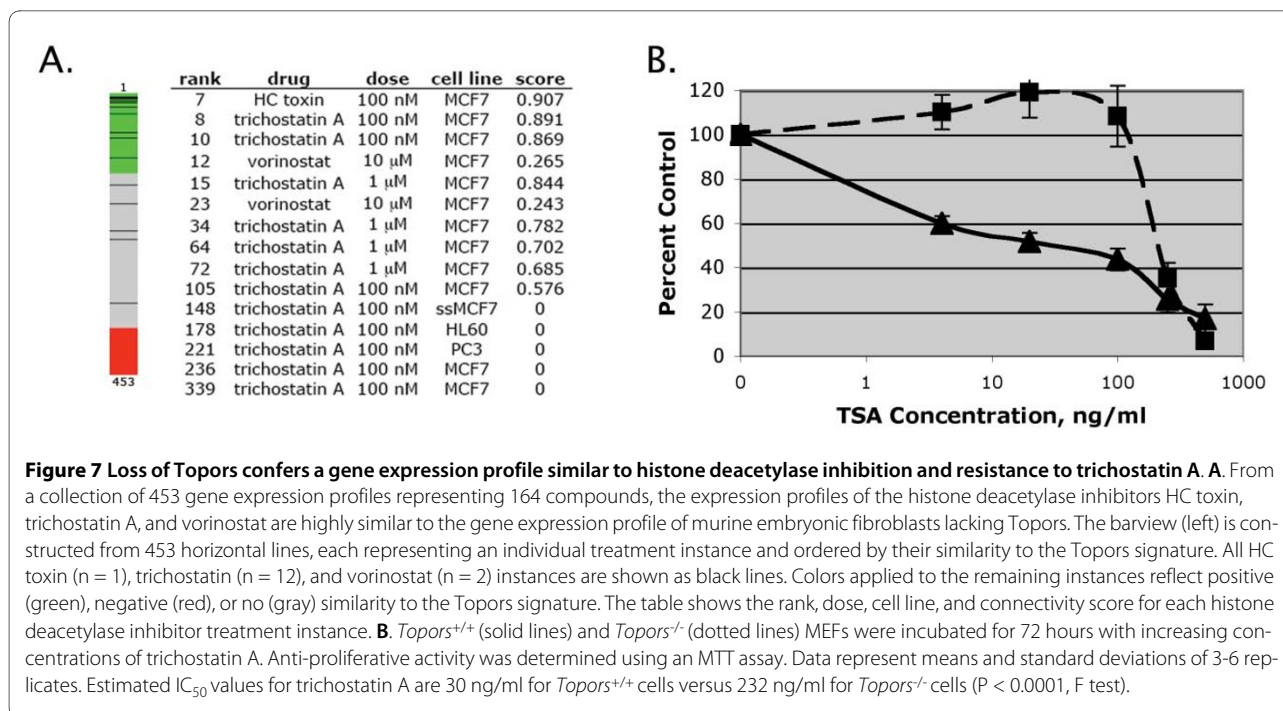 A.
1
453
rank drug dose cell line score
7 HC toxin 100 nM MCF7 0.907
8 trichostatin A 100 nM MCF7 0.891
10 trichostatin A 100 nM MCF7 0.869
12 vorinostat 10 µM MCF7 0.265
15 trichostatin A 1 µM MCF7 0.844
23 vorinostat 10 µM MCF7 0.243
34 trichostatin A 1 µM MCF7 0.782
64 trichostatin A 1 µM MCF7 0.702
72 trichostatin A 1 µM MCF7 0.685
105 trichostatin A 100 nM MCF7 0.576
148 trichostatin A 100 nM ssMCF7 0
178 trichostatin A 100 nM HL60 0
221 trichostatin A 100 nM PC3 0
236 trichostatin A 100 nM MCF7 0
339 trichostatin A 100 nM MCF7 0
B.
Percent Control
120
100
80
60
40
20
0
0 1 10 100 1000
TSA Concentration, ng/ml
Figure 7 Loss of Topors confers a gene expression profile similar to histone deacetylase inhibition and resistance to trichostatin A. A. From
a collection of 453 gene expression profiles representing 164 compounds, the expression profiles of the histone deacetylase inhibitors HC toxin,
trichostatin A, and vorinostat are highly similar to the gene expression profile of murine embryonic fibroblasts lacking Topors. The barview (left) is con-
structed from 453 horizontal lines, each representing an individual treatment instance and ordered by their similarity to the Topors signature. All HC
toxin (n = 1), trichostatin (n = 12), and vorinostat (n = 2) instances are shown as black lines. Colors applied to the remaining instances reflect positive
(green), negative (red), or no (gray) similarity to the Topors signature. The table shows the rank, dose, cell line, and connectivity score for each histone
deacetylase inhibitor treatment instance. B. Topors+/+ (solid lines) and Topors-/- (dotted lines) MEFs were incubated for 72 hours with increasing con-
centrations of trichostatin A. Anti-proliferative activity was determined using an MTT assay. Data represent means and standard deviations of 3-6 rep-
licates. Estimated IC50 values for trichostatin A are 30 ng/ml for Topors+/+ cells versus 232 ng/ml for Topors-/- cells (P < 0.0001, F test).